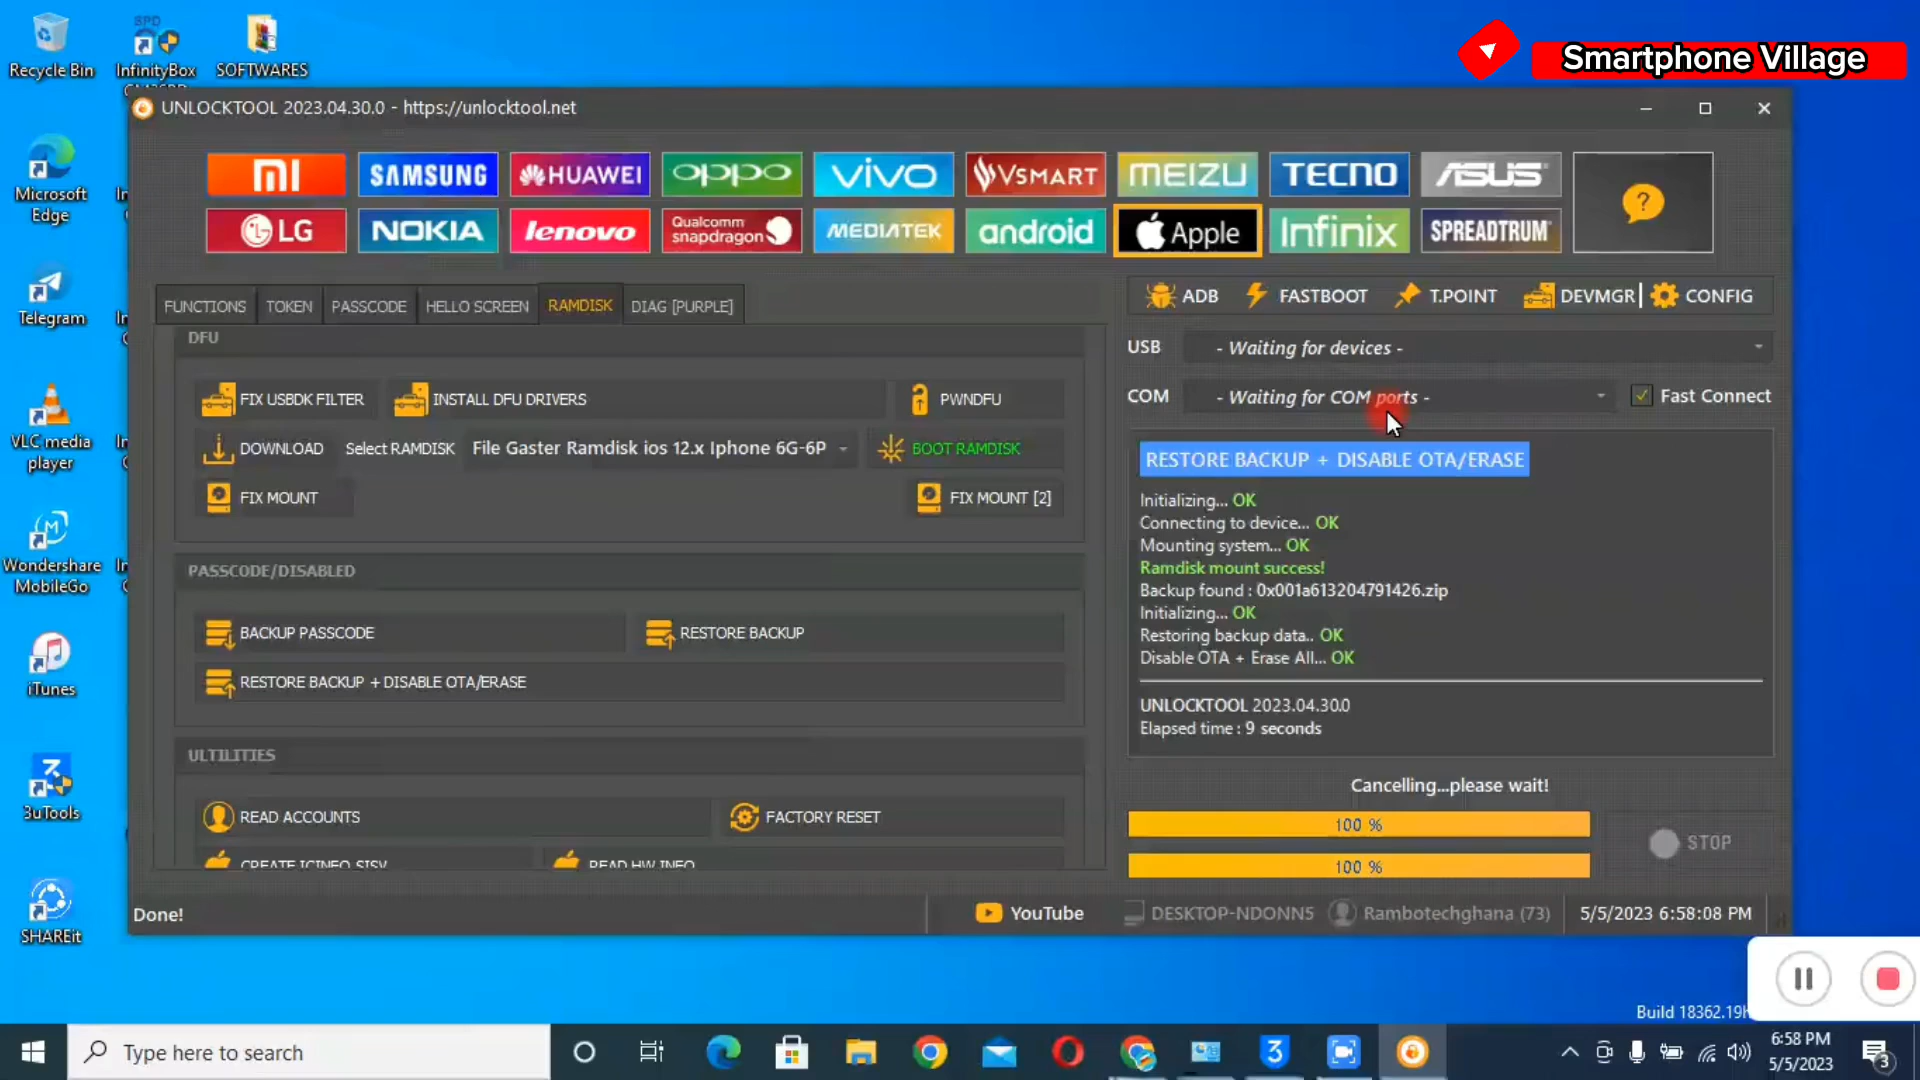 Smartphone Village
Recycle Bin
SPD
InfinityBox
SOFTWARES
Microsoft
Edge
Telegram
VLC media
player
Wondershare
MobileGo
iTunes
3uTools
SHAREit
UNLOCKTOOL 2023.04.30.0 - https://unlocktool.net
mi SAMSUNG HUAWEI oppo vivo VSMART MEIZU TECNO ASUS
LG NOKIA lenovo Qualcomm snapdragon MEDIATEK android Apple Infinix SPREADTRUM
FUNCTIONS TOKEN PASSCODE HELLO SCREEN RAMDISK DIAG [PURPLE]
DFU
FIX USBDK FILTER INSTALL DFU DRIVERS PWNDFU
DOWNLOAD Select RAMDISK File Gaster Ramdisk ios 12.x Iphone 6G-6P BOOT RAMDISK
FIX MOUNT FIX MOUNT [2]
PASSCODE/DISABLED
BACKUP PASSCODE RESTORE BACKUP
RESTORE BACKUP + DISABLE OTA/ERASE
ULTILITIES
READ ACCOUNTS FACTORY RESET
READ HW INFO
ADB FASTBOOT T.POINT DEVMGR CONFIG
USB - Waiting for devices -
COM - Waiting for COM ports - Fast Connect
RESTORE BACKUP + DISABLE OTA/ERASE
Initializing... OK
Connecting to device... OK
Mounting system... OK
Ramdisk mount success!
Backup found : 0x001a613204791426.zip
Initializing... OK
Restoring backup data.. OK
Disable OTA + Erase All... OK
UNLOCKTOOL 2023.04.30.0
Elapsed time : 9 seconds
Cancelling...please wait!
100 %
100 %
STOP
Done! YouTube DESKTOP-NDONN5 Rambotechghana (73) 5/5/2023 6:58:08 PM
Build 18362.19h
Type here to search
6:58 PM
5/5/2023
3